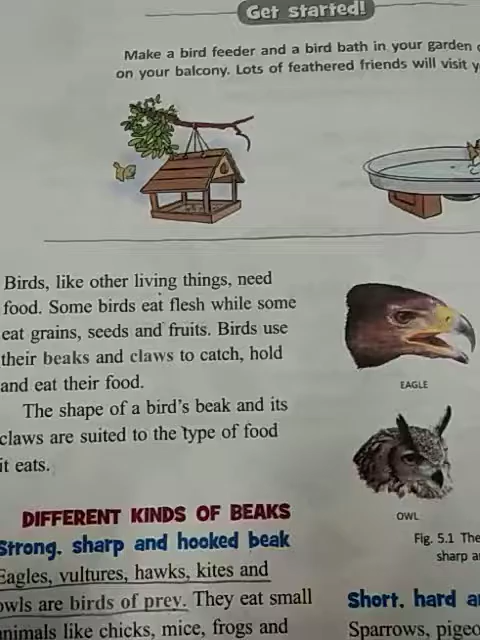 Get started!
Make a bird feeder and a bird bath in your garden
on your balcony. Lots of feathered friends will visit
Birds, like other living things, need
food. Some birds eat flesh while some
eat grains, seeds and fruits. Birds use
their beaks and claws to catch, hold
and eat their food.
The shape of a bird's beak and its
claws are suited to the type of food
it eats.
EAGLE
OWL
Fig. 5.1 The
sharp
DIFFERENT KINDS OF BEAKS
Strong, sharp and hooked beak
Eagles, vultures, hawks, kites and
owls are birds of prey. They eat small
animals like chicks, mice, frogs and
Short, hard
Sparrows,